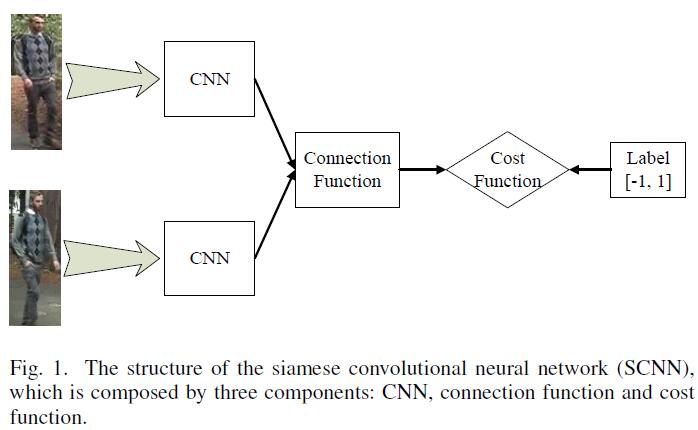 CNN
Connection
Function
Cost
Function
Label
[-1, 1]
CNN
Fig. 1. The structure of the siamese convolutional neural network (SCNN),
which is composed by three components: CNN, connection function and cost
function.